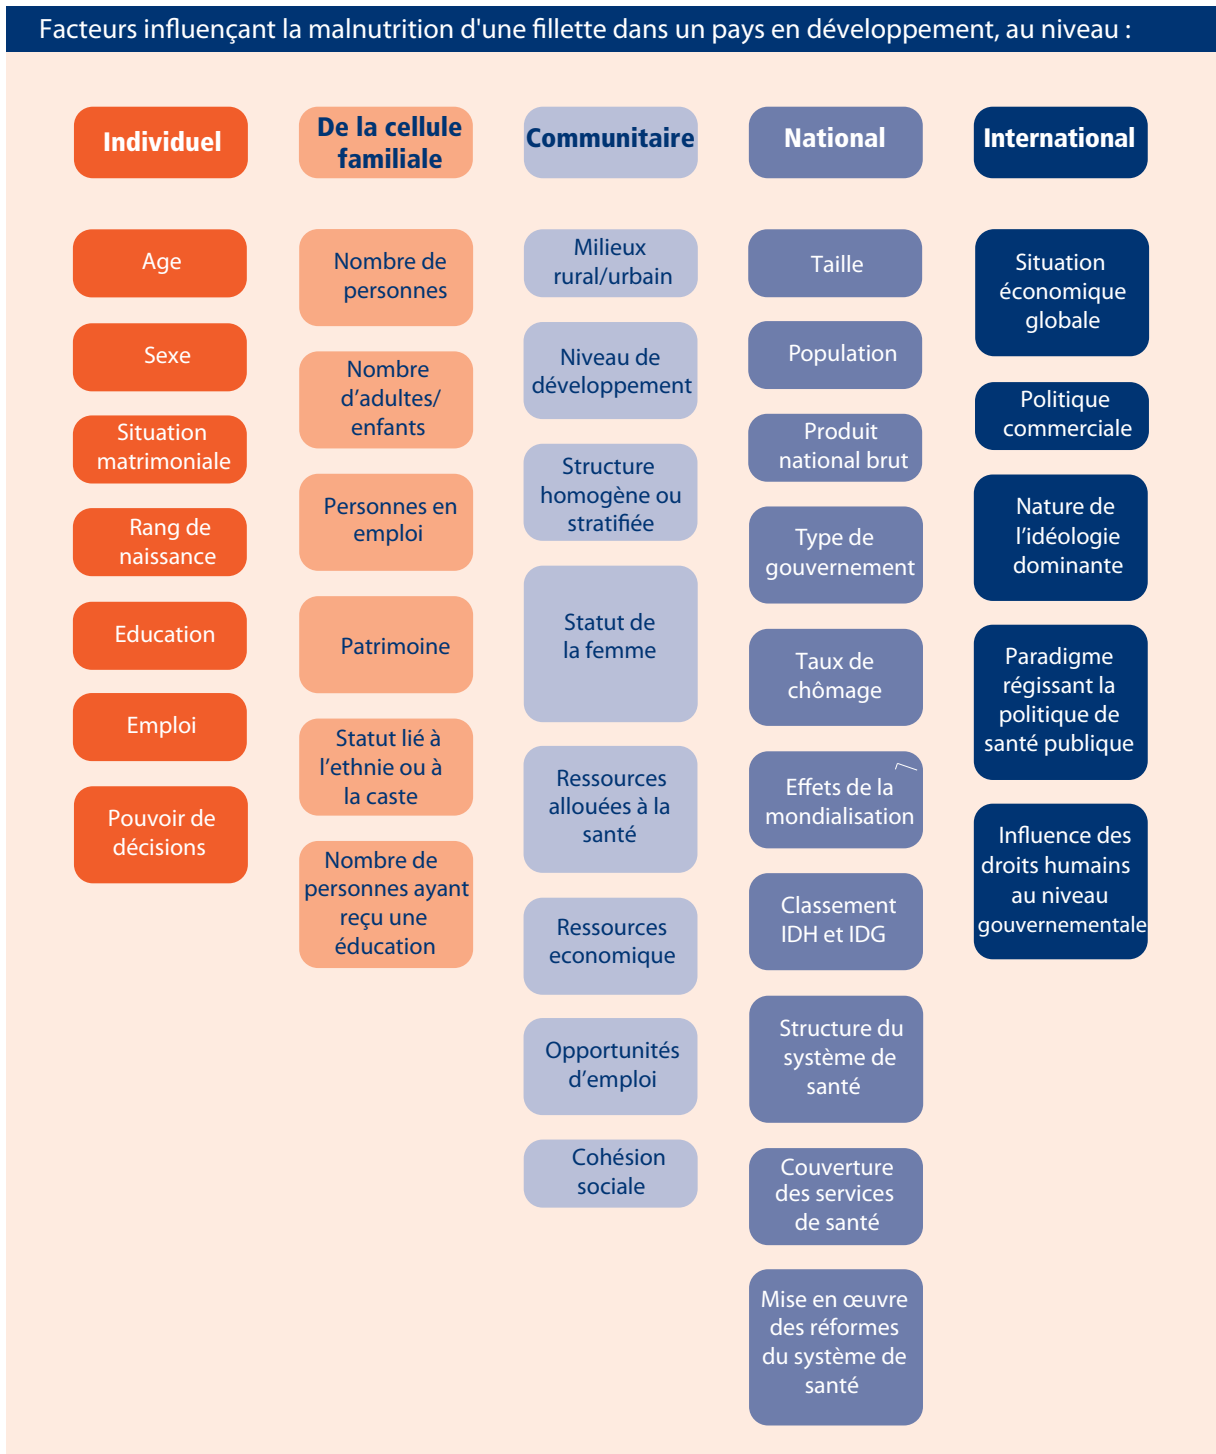 Facteurs influençant la malnutrition d'une fillette dans un pays en développement, au niveau :
Individuel
Age
Sexe
Situation
matrimoniale
Rang de
naissance
Education
Emploi
Pouvoir de
décisions
De la cellule
familiale
Nombre de
personnes
Nombre
d’adultes/
enfants
Personnes en
emploi
Patrimoine
Statut lié à
l’ethnie ou à
la caste
Nombre de
personnes ayant
reçu une
éducation
Communitaire
Milieux
rural/urbain
Niveau de
développement
Structure
homogène ou
stratifiée
Statut de
la femme
Ressources
allouées à la
santé
Ressources
economique
Opportunités
d’emploi
Cohésion
sociale
National
Taille
Population
Produit
national brut
Type de
gouvernement
Taux de
chômage
Effets de la
mondialisation
Classement
IDH et IDG
Structure du
système de
santé
Couverture
des services
de santé
Mise en œuvre
des réformes
du système de
santé
International
Situation
économique
globale
Politique
commerciale
Nature de
l’idéologie
dominante
Paradigme
régissant la
politique de
santé publique
Influence des
droits humains
au niveau
gouvernementale